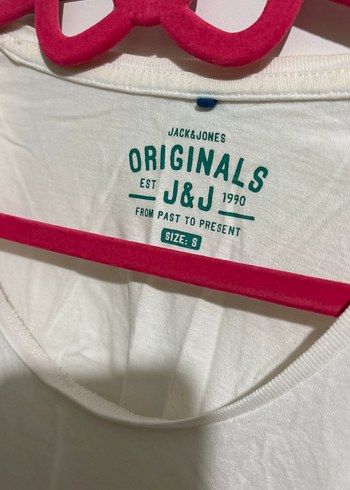 JACK&JONES
ORIGINALS
EST J&J 1990
FROM PAST TO PRESENT
SIZE: S